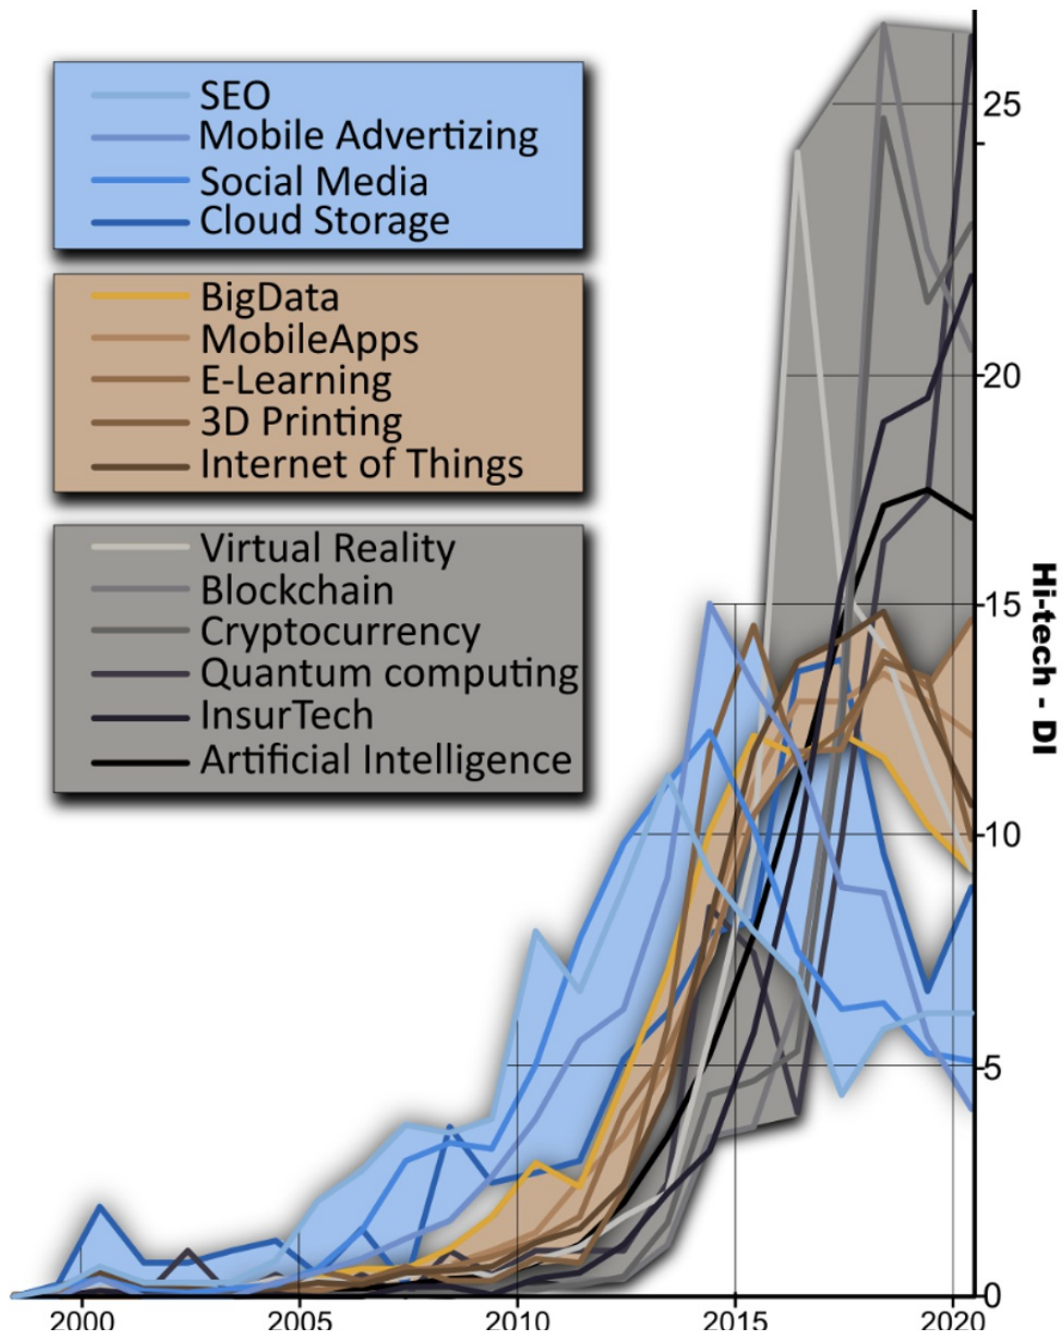 SEO
Mobile Advertizing
Social Media
Cloud Storage
BigData
MobileApps
E-Learning
3D Printing
Internet of Things
Virtual Reality
Blockchain
Cryptocurrency
Quantum computing
InsurTech
Artificial Intelligence
25
20
15
10
5
0
Hi-tech - DI
2000
2005
2010
2015
2020